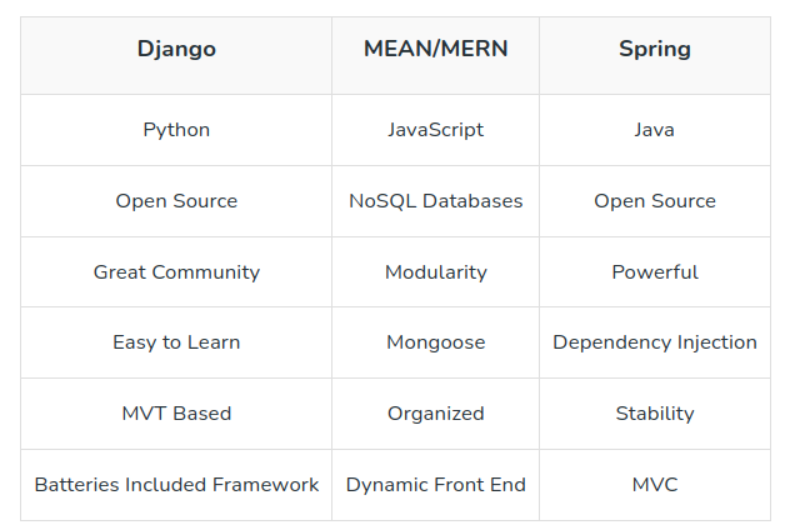 Django MEAN/MERN Spring
Python JavaScript Java
Open Source NoSQL Databases Open Source
Great Community Modularity Powerful
Easy to Learn Mongoose Dependency Injection
MVT Based Organized Stability
Batteries Included Framework Dynamic Front End MVC